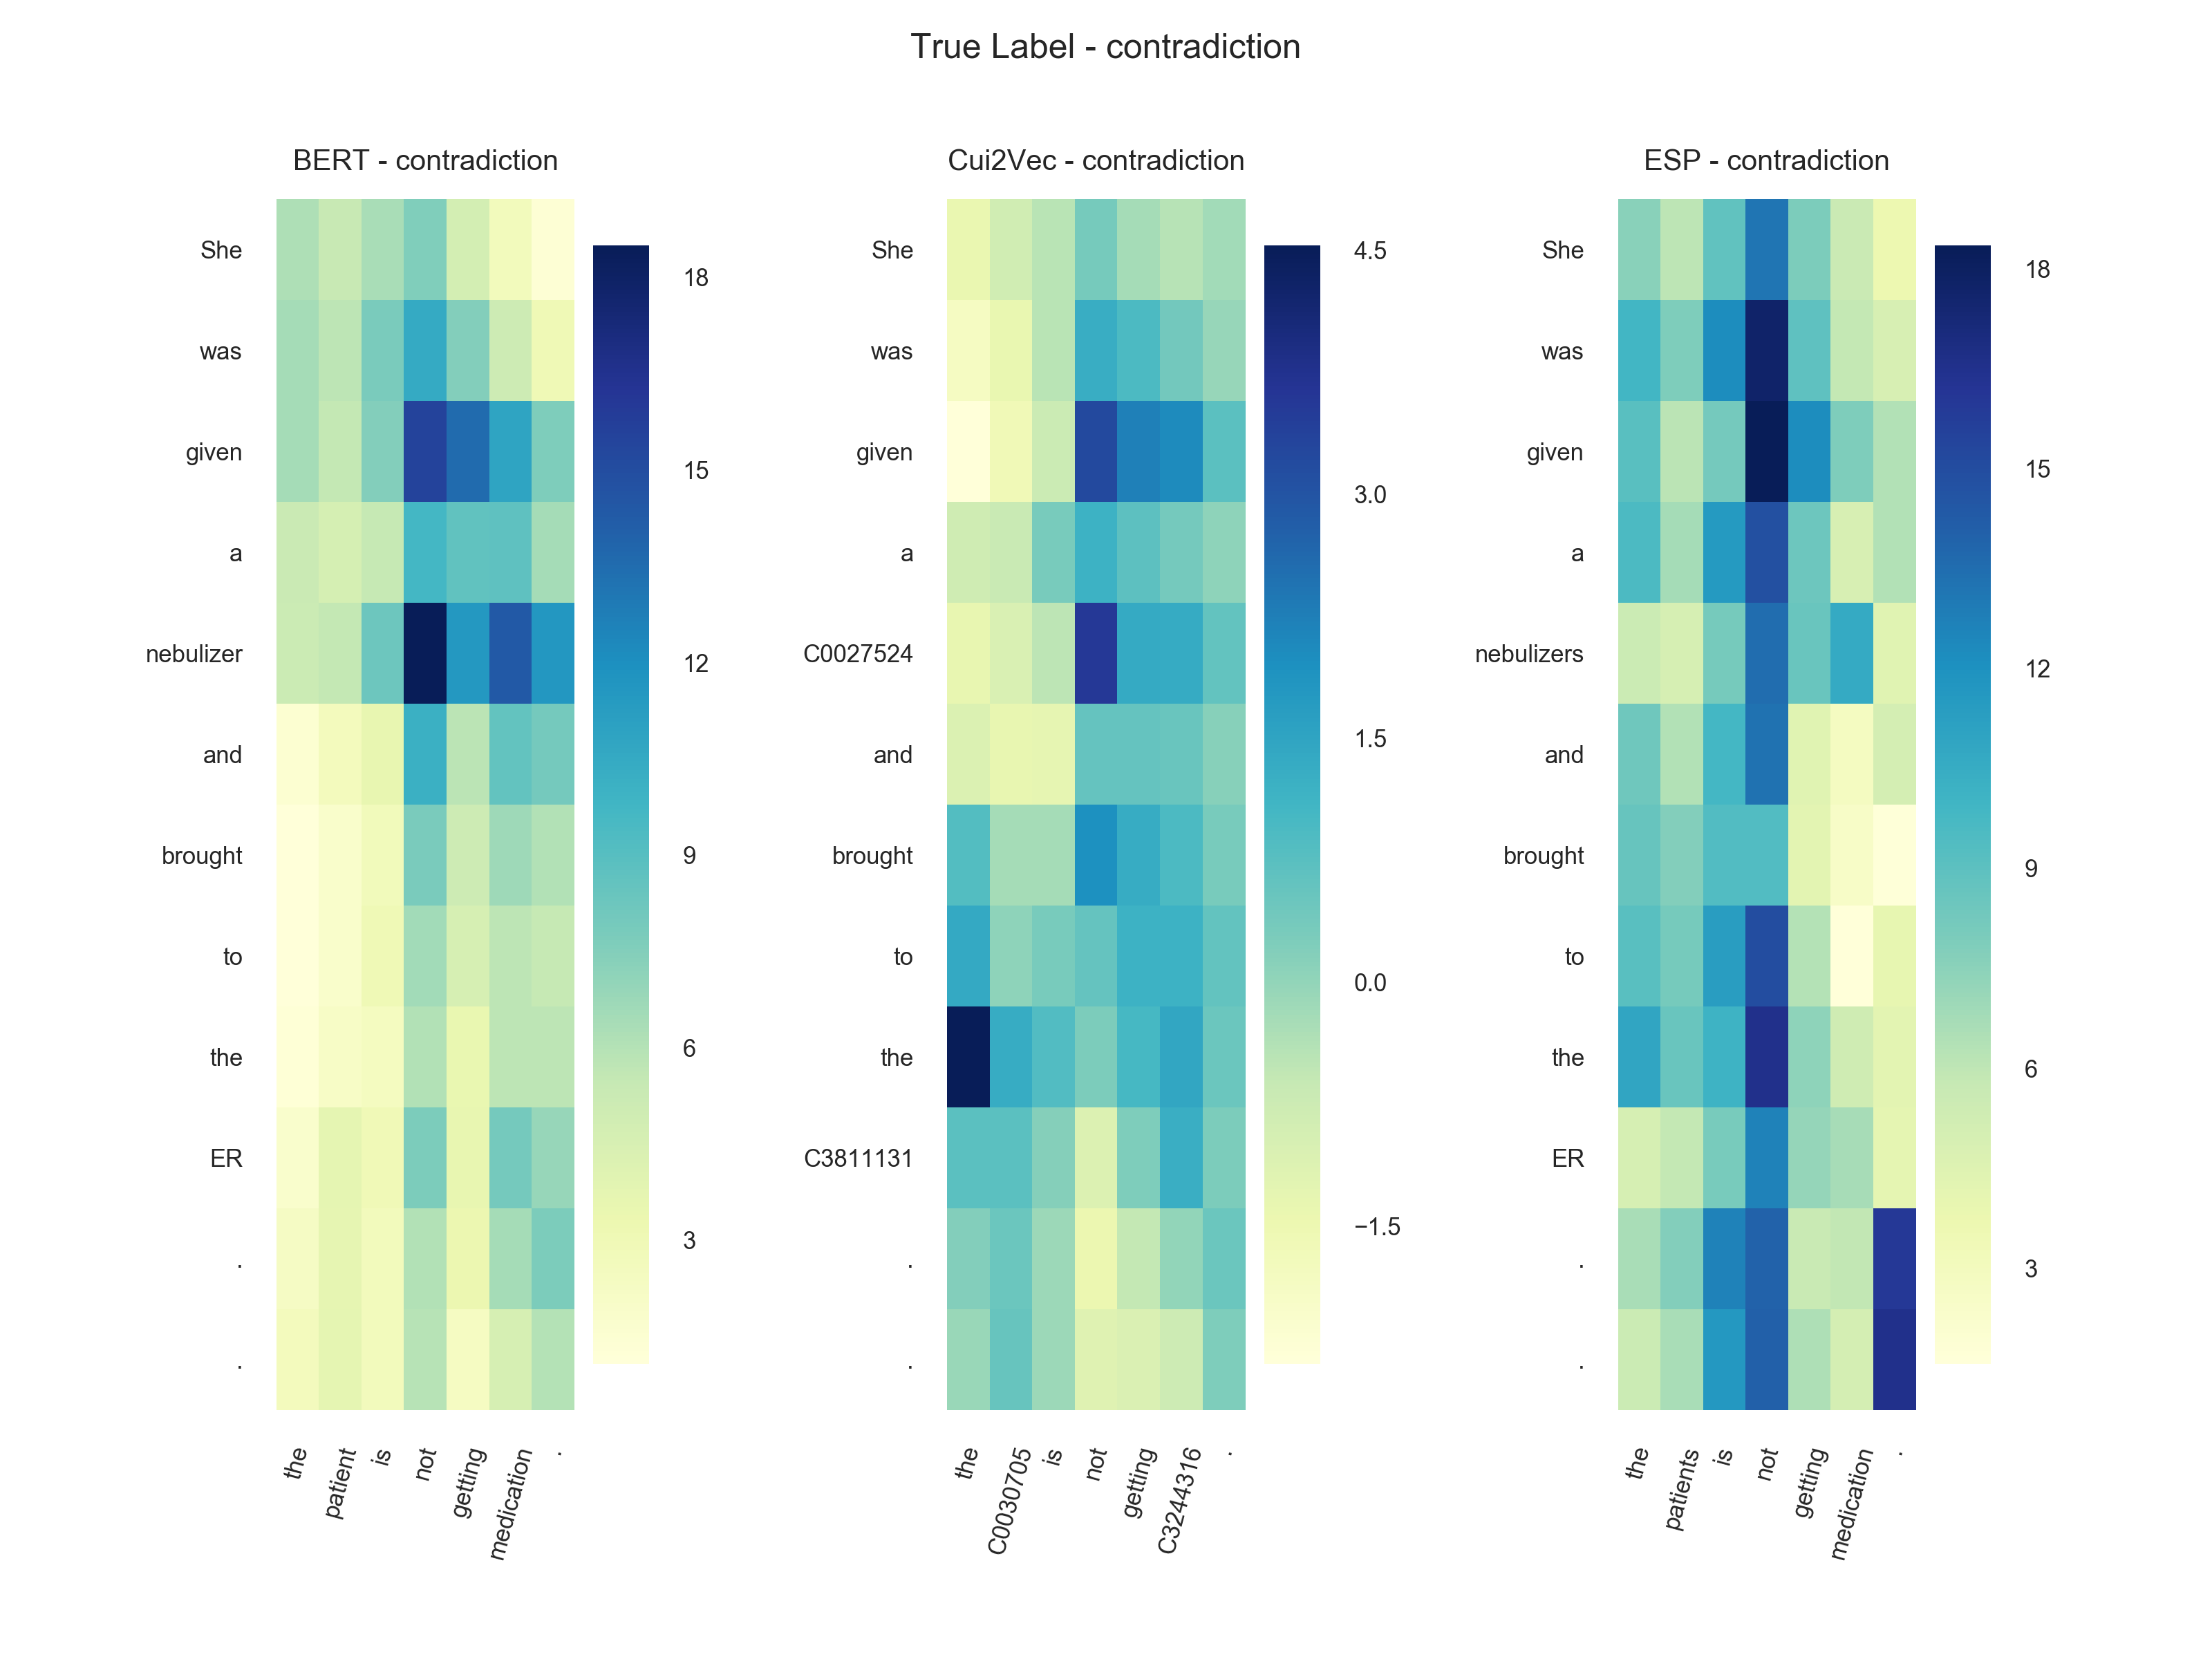 True Label - contradiction
BERT - contradiction
She
was
given
a
nebulizer
and
brought
to
the
ER
.
.
the
patient
is
not
getting
medication
.
18
15
12
9
6
3
Cui2Vec - contradiction
She
was
given
a
C0027524
and
brought
to
the
C3811131
.
.
the
C0030705
is
not
getting
C3244316
.
4.5
3.0
1.5
0.0
−1.5
ESP - contradiction
She
was
given
a
nebulizers
and
brought
to
the
ER
.
.
the
patients
is
not
getting
medication
.
18
15
12
9
6
3